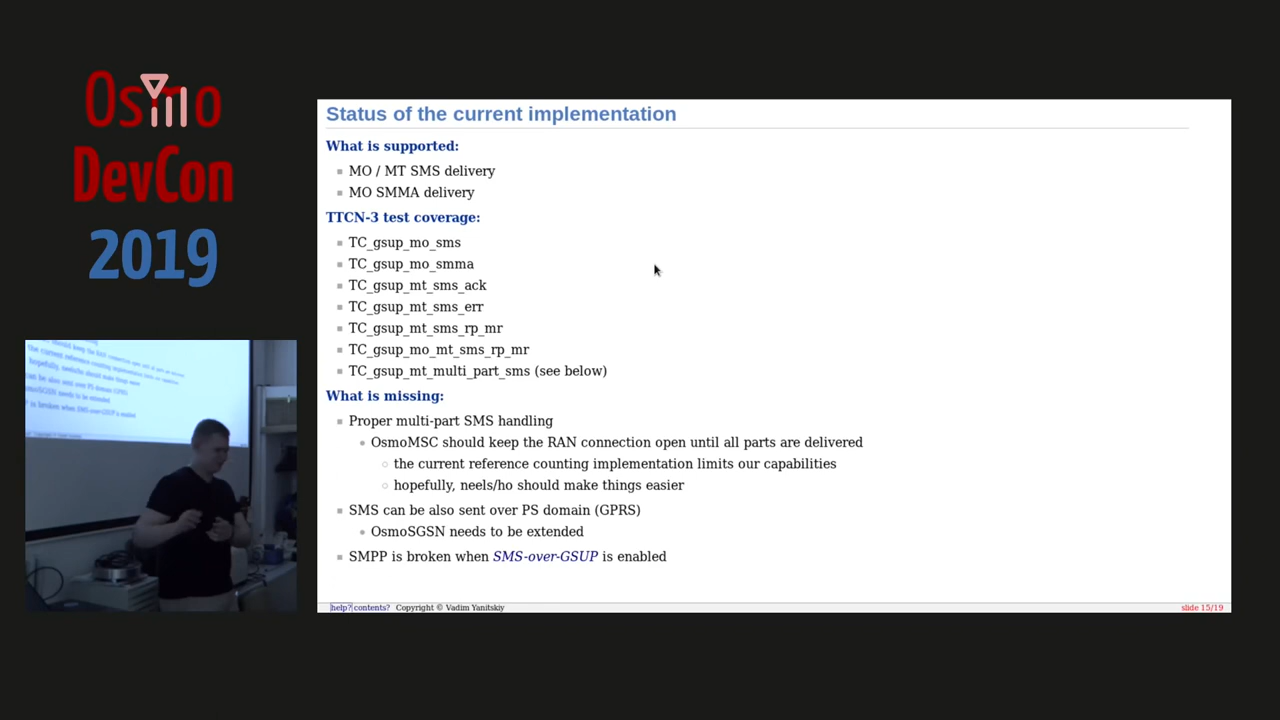 Osmo
DevCon
2019
Status of the current implementation
What is supported:
MO / MT SMS delivery
MO SMMA delivery
TTCN-3 test coverage:
TC_gsup_mo_sms
TC_gsup_mo_smma
TC_gsup_mt_sms_ack
TC_gsup_mt_sms_err
TC_gsup_mt_sms_rp_mr
TC_gsup_mo_mt_sms_rp_mr
TC_gsup_mt_multi_part_sms (see below)
What is missing:
Proper multi-part SMS handling
OsmoMSC should keep the RAN connection open until all parts are delivered
the current reference counting implementation limits our capabilities
hopefully, neels/ho should make things easier
SMS can be also sent over PS domain (GPRS)
OsmoSGSN needs to be extended
SMPP is broken when SMS-over-GSUP is enabled
help? contents? Copyright © Vadim Yanitskiy
slide 15/19